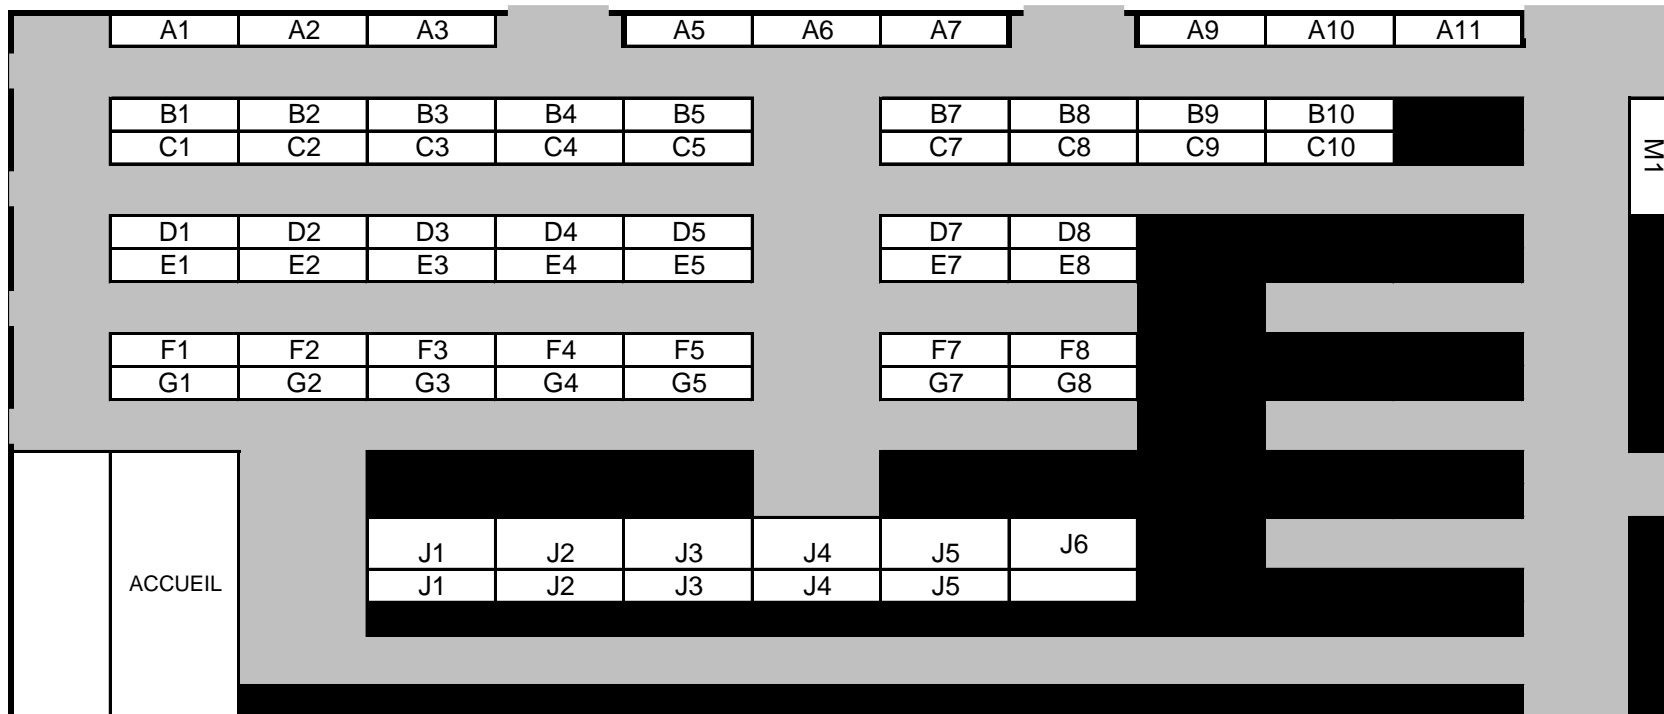 A1 A2 A3 A5 A6 A7 A9 A10 A11
B1 B2 B3 B4 B5 B7 B8 B9 B10
C1 C2 C3 C4 C5 C7 C8 C9 C10
M1
D1 D2 D3 D4 D5 D7 D8
E1 E2 E3 E4 E5 E7 E8
F1 F2 F3 F4 F5 F7 F8
G1 G2 G3 G4 G5 G7 G8
J1 J2 J3 J4 J5 J6
ACCUEIL J1 J2 J3 J4 J5